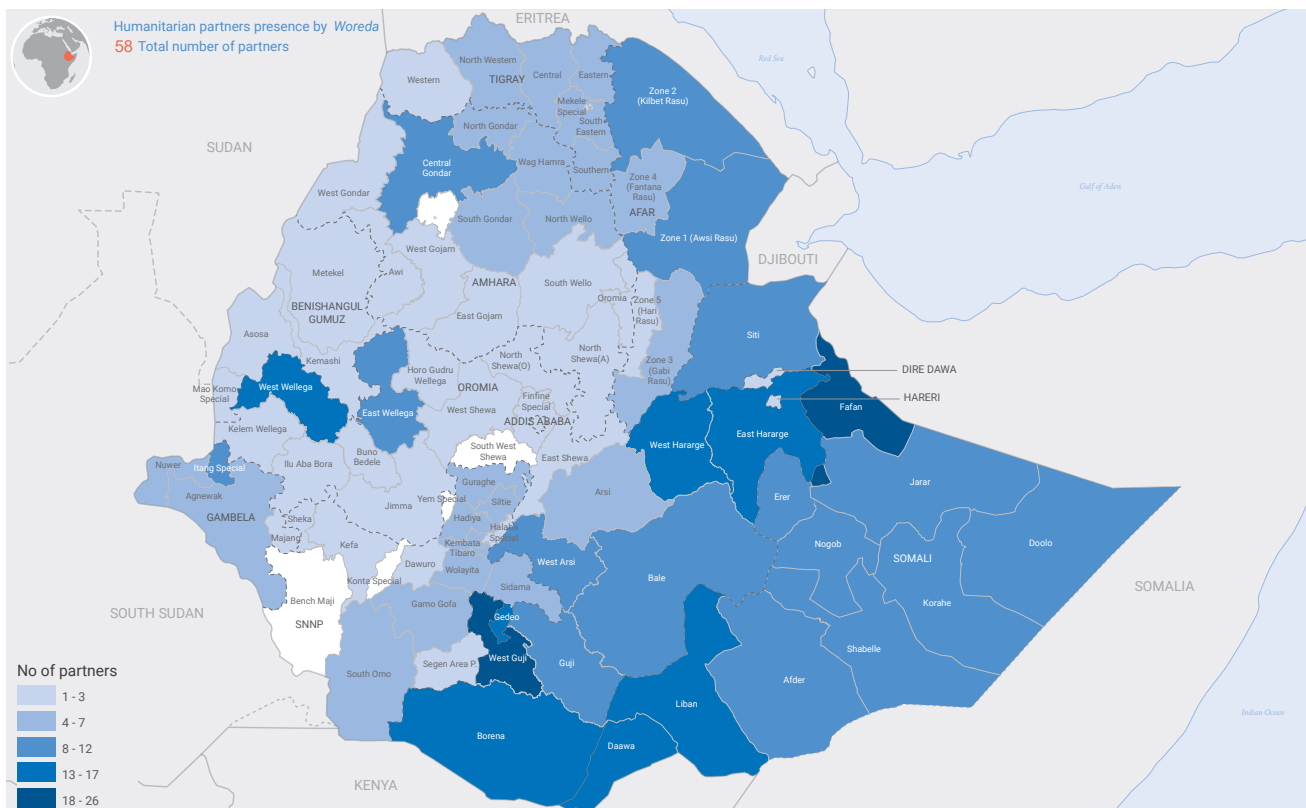 Humanitarian partners presence by Woreda
58 Total number of partners
ERITREA
Red Sea
SUDAN
Gulf of Aden
DJIBOUTI
SOMALIA
SOUTH SUDAN
KENYA
Indian Ocean
Western
North Western
TIGRAY
Central
Eastern
Mekele
Special
South
Eastern
Southern
Zone 2
(Kilbet Rasu)
North Gondar
Central
Gondar
Wag Hamra
Zone 4
(Fantana
Rasu)
AFAR
West Gondar
South Gondar
North Wello
Zone 1 (Awsi Rasu)
West Gojam
Metekel
Awi
AMHARA
South Wello
BENISHANGUL
GUMUZ
East Gojam
Oromia
Zone 5
(Hari
Rasu)
Siti
Asosa
Kemashi
North
Shewa(O)
North
Shewa(A)
Zone 3
(Gabi
Rasu)
DIRE DAWA
HARERI
Mao Komo
Special
West Wellega
Horo Gudru
Wellega
OROMIA
Finfine
Special
ADDIS ABABA
Fafan
East Wellega
West Shewa
Kelem Wellega
South West
Shewa
East Shewa
West Hararge
East Hararge
Nuwer
Itang Special
Ilu Aba Bora
Buno
Bedele
Guraghe
Agnewak
GAMBELA
Jimma
Yem Special
Siltie
Arsi
Erer
Jarar
Sheka
Hadiya
Halaba
Special
Majang
Kefa
Kembata
Tibaro
Nogob
SOMALI
Doolo
Konta Special
Dawuro
Wolayita
West Arsi
Bale
Bench Maji
Sidama
Korahe
SNNP
Gamo Gofa
Gedeo
Shabelle
South Omo
Segen Area P.
West Guji
Guji
Afder
Liban
Borena
Daawa
No of partners
1 - 3
4 - 7
8 - 12
13 - 17
18 - 26